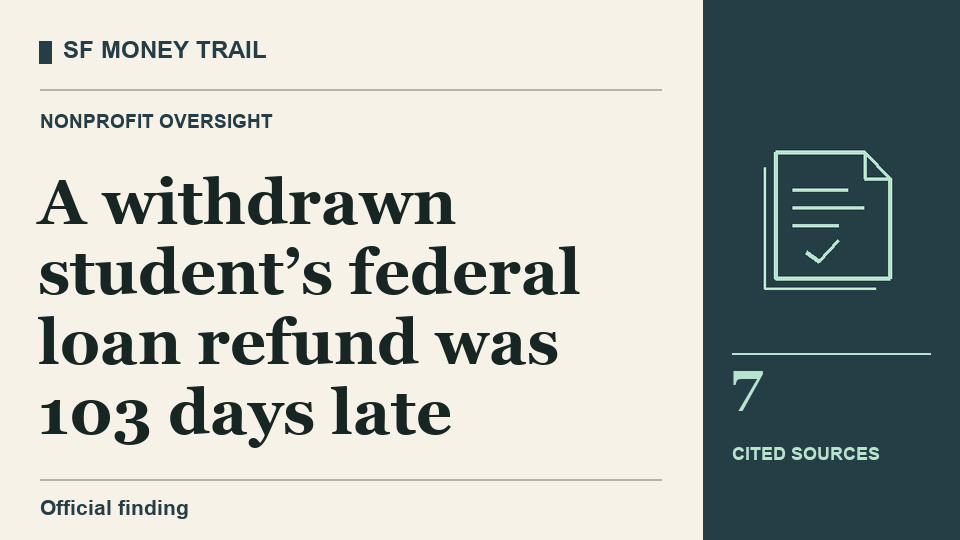 SF MONEY TRAIL
NONPROFIT OVERSIGHT
A withdrawn
student’s federal
loan refund was
103 days late
Official finding
7
CITED SOURCES